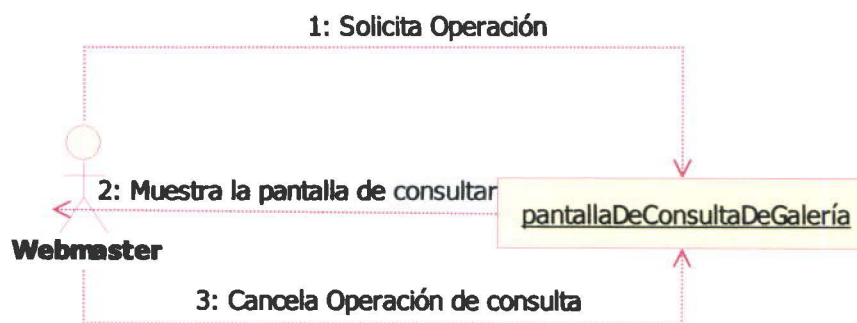 1: Solicita Operación
2: Muestra la pantalla de consultar
pantallaDeConsultaDeGalería
Webmaster
3: Cancela Operación de consulta